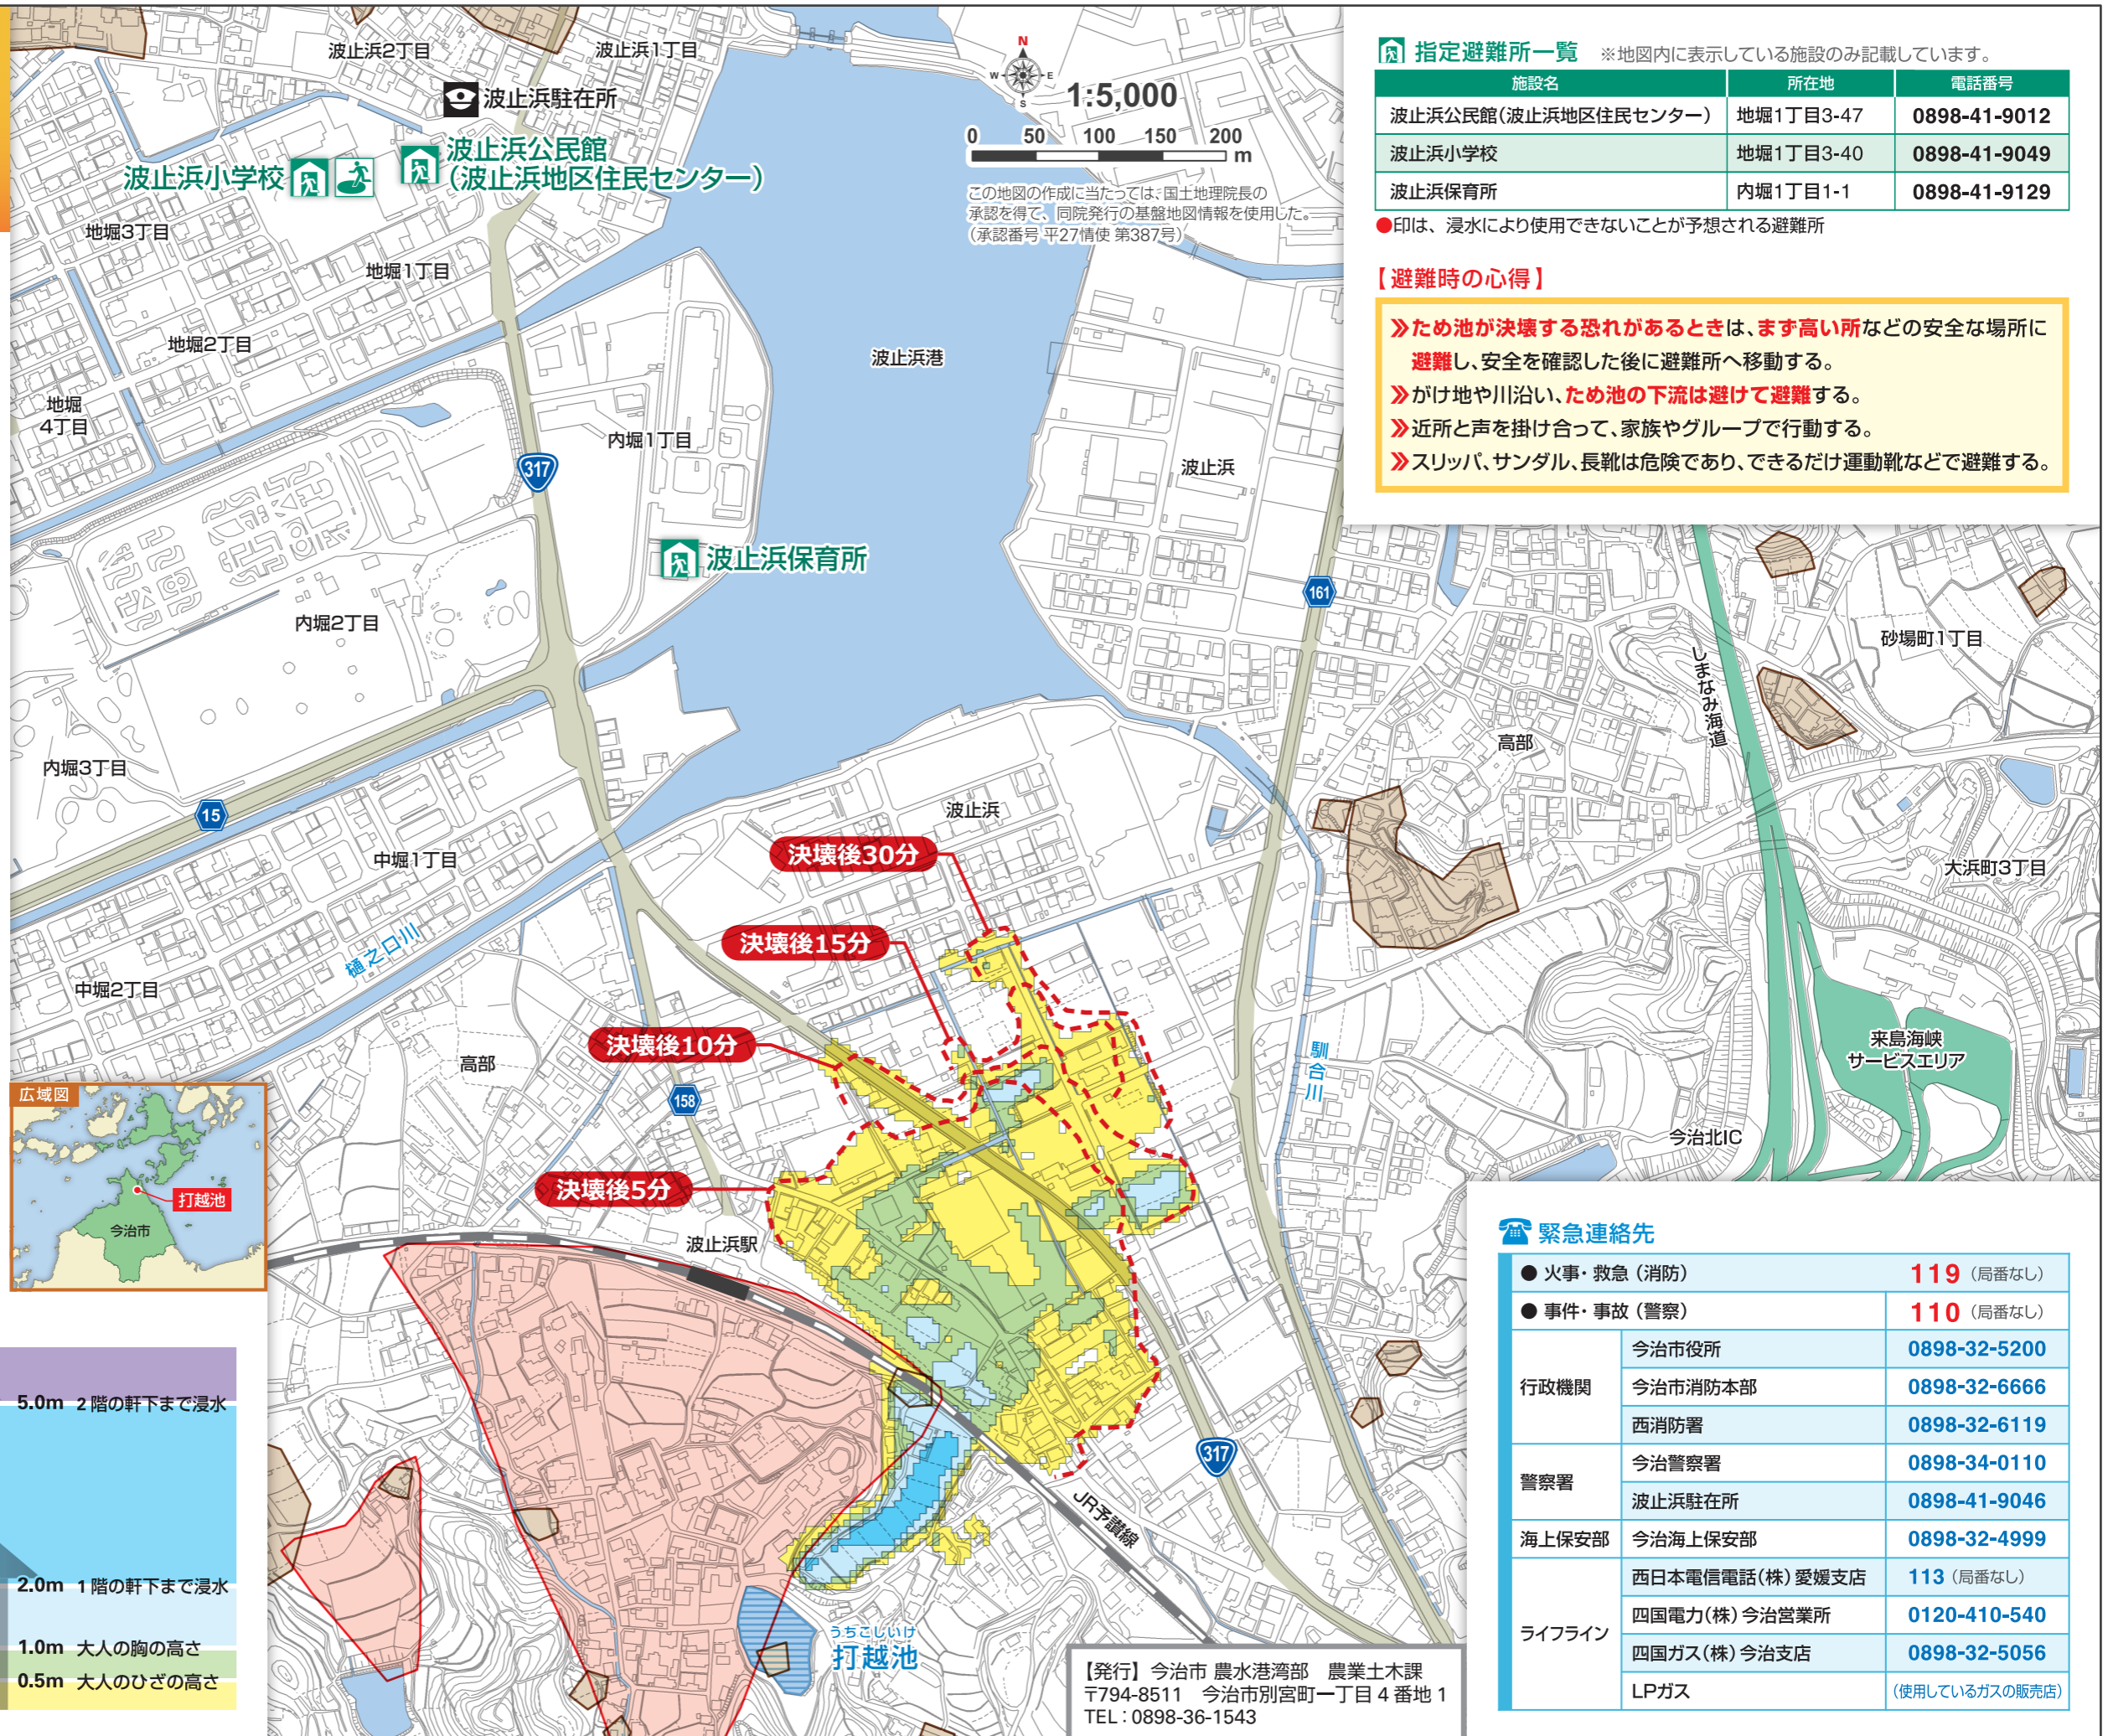 波止浜2丁目
波止浜1丁目
波止浜駐在所
波止浜小学校
波止浜公民館
(波止浜地区住民センター)
地堀3丁目
地堀1丁目
地堀2丁目
地堀
4丁目
N
W
E
S
1:5,000
0 50 100 150 200
m
この地図の作成に当たっては、国土地理院長の
承認を得て、同院発行の基盤地図情報を使用した。
(承認番号 平27情使 第387号)
波止浜港
内堀1丁目
317
波止浜
波止浜保育所
161
内堀2丁目
内堀3丁目
15
中堀1丁目
樋之口川
中堀2丁目
高部
波止浜
高部
しまなみ海道
砂場町1丁目
大浜町3丁目
来島海峡
サービスエリア
今治北IC
馴合川
決壊後30分
決壊後15分
決壊後10分
決壊後5分
158
波止浜駅
317
JR予讃線
うちこしいけ
打越池
指定避難所一覧 ※地図内に表示している施設のみ記載しています。
施設名 所在地 電話番号
波止浜公民館(波止浜地区住民センター) 地堀1丁目3-47 0898-41-9012
波止浜小学校 地堀1丁目3-40 0898-41-9049
波止浜保育所 内堀1丁目1-1 0898-41-9129
●印は、浸水により使用できないことが予想される避難所
【避難時の心得】
≫ため池が決壊する恐れがあるときは、まず高い所などの安全な場所に
避難し、安全を確認した後に避難所へ移動する。
≫がけ地や川沿い、ため池の下流は避けて避難する。
≫近所と声を掛け合って、家族やグループで行動する。
≫スリッパ、サンダル、長靴は危険であり、できるだけ運動靴などで避難する。
広域図
打越池
今治市
5.0m 2階の軒下まで浸水
2.0m 1階の軒下まで浸水
1.0m 大人の胸の高さ
0.5m 大人のひざの高さ
【発行】今治市 農水港湾部 農業土木課
〒794-8511 今治市別宮町一丁目4番地1
TEL:0898-36-1543
緊急連絡先
● 火事・救急(消防) 119 (局番なし)
● 事件・事故(警察) 110 (局番なし)
行政機関
今治市役所 0898-32-5200
今治市消防本部 0898-32-6666
西消防署 0898-32-6119
警察署
今治警察署 0898-34-0110
波止浜駐在所 0898-41-9046
海上保安部 今治海上保安部 0898-32-4999
ライフライン
西日本電信電話(株)愛媛支店 113 (局番なし)
四国電力(株)今治営業所 0120-410-540
四国ガス(株)今治支店 0898-32-5056
LPガス (使用しているガスの販売店)